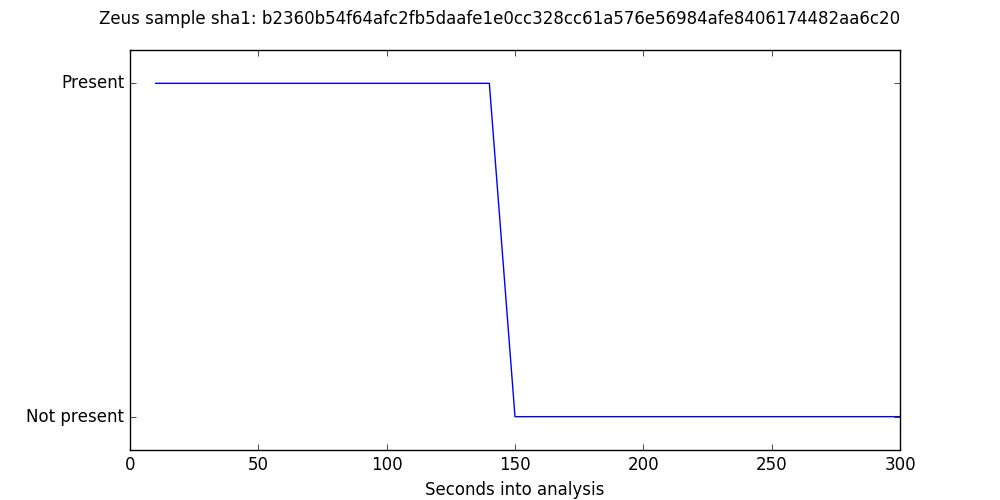 Zeus sample sha1: b2360b54f64afc2fb5daafe1e0cc328cc61a576e56984afe8406174482aa6c20
Present
Not present
0 50 100 150 200 250 300
Seconds into analysis